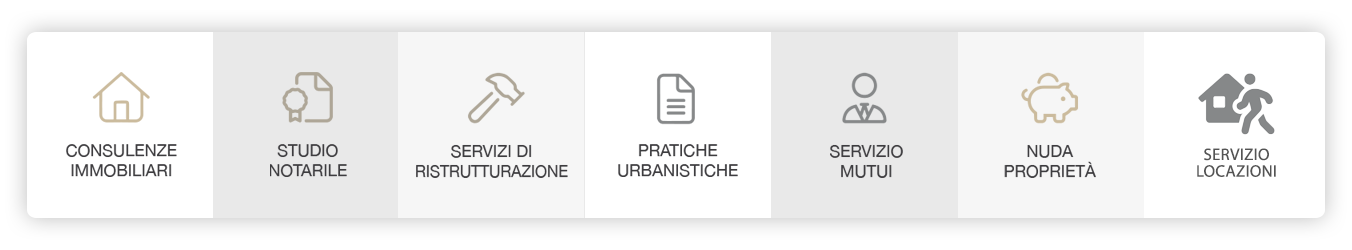 CONSULENZE
IMMOBILIARI
STUDIO
NOTARILE
SERVIZI DI
RISTRUTTURAZIONE
PRATICHE
URBANISTICHE
SERVIZIO
MUTUI
NUDA
PROPRIETÀ
SERVIZIO
LOCAZIONI